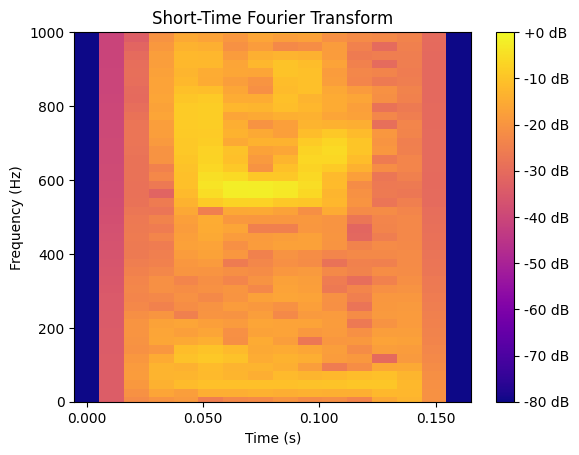 Short-Time Fourier Transform
1000
800
600
400
200
0
Frequency (Hz)
0.000
0.050
0.100
0.150
Time (s)
+0 dB
-10 dB
-20 dB
-30 dB
-40 dB
-50 dB
-60 dB
-70 dB
-80 dB